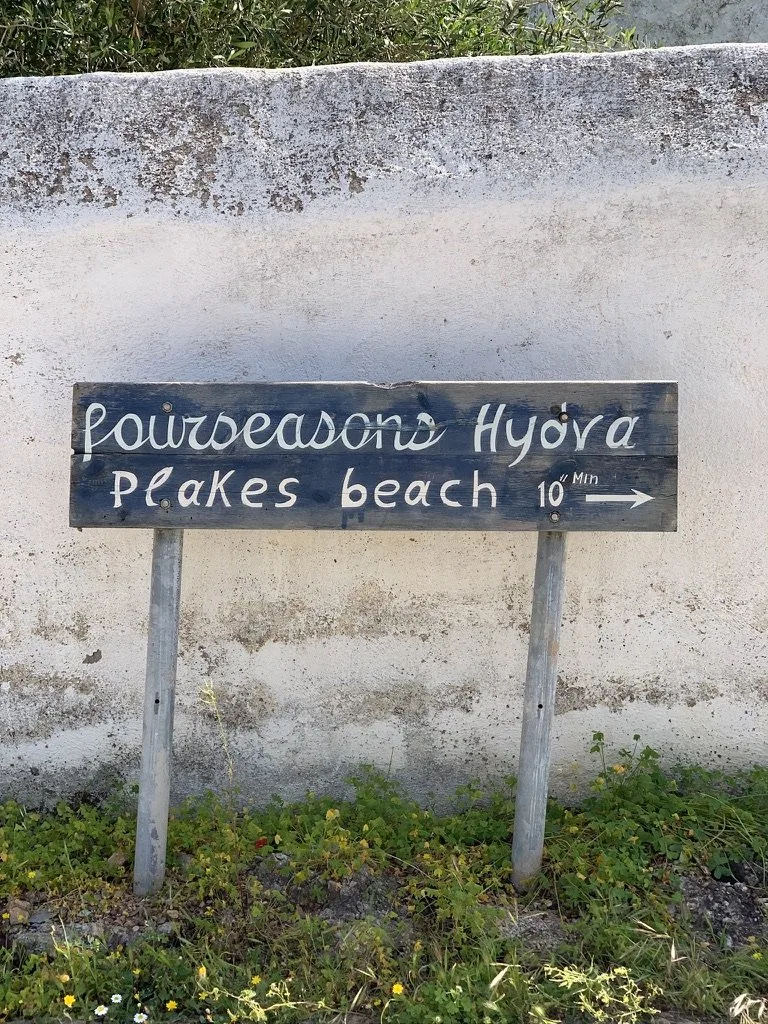 fourseasons Hydra
Plakes beach 10" Min →